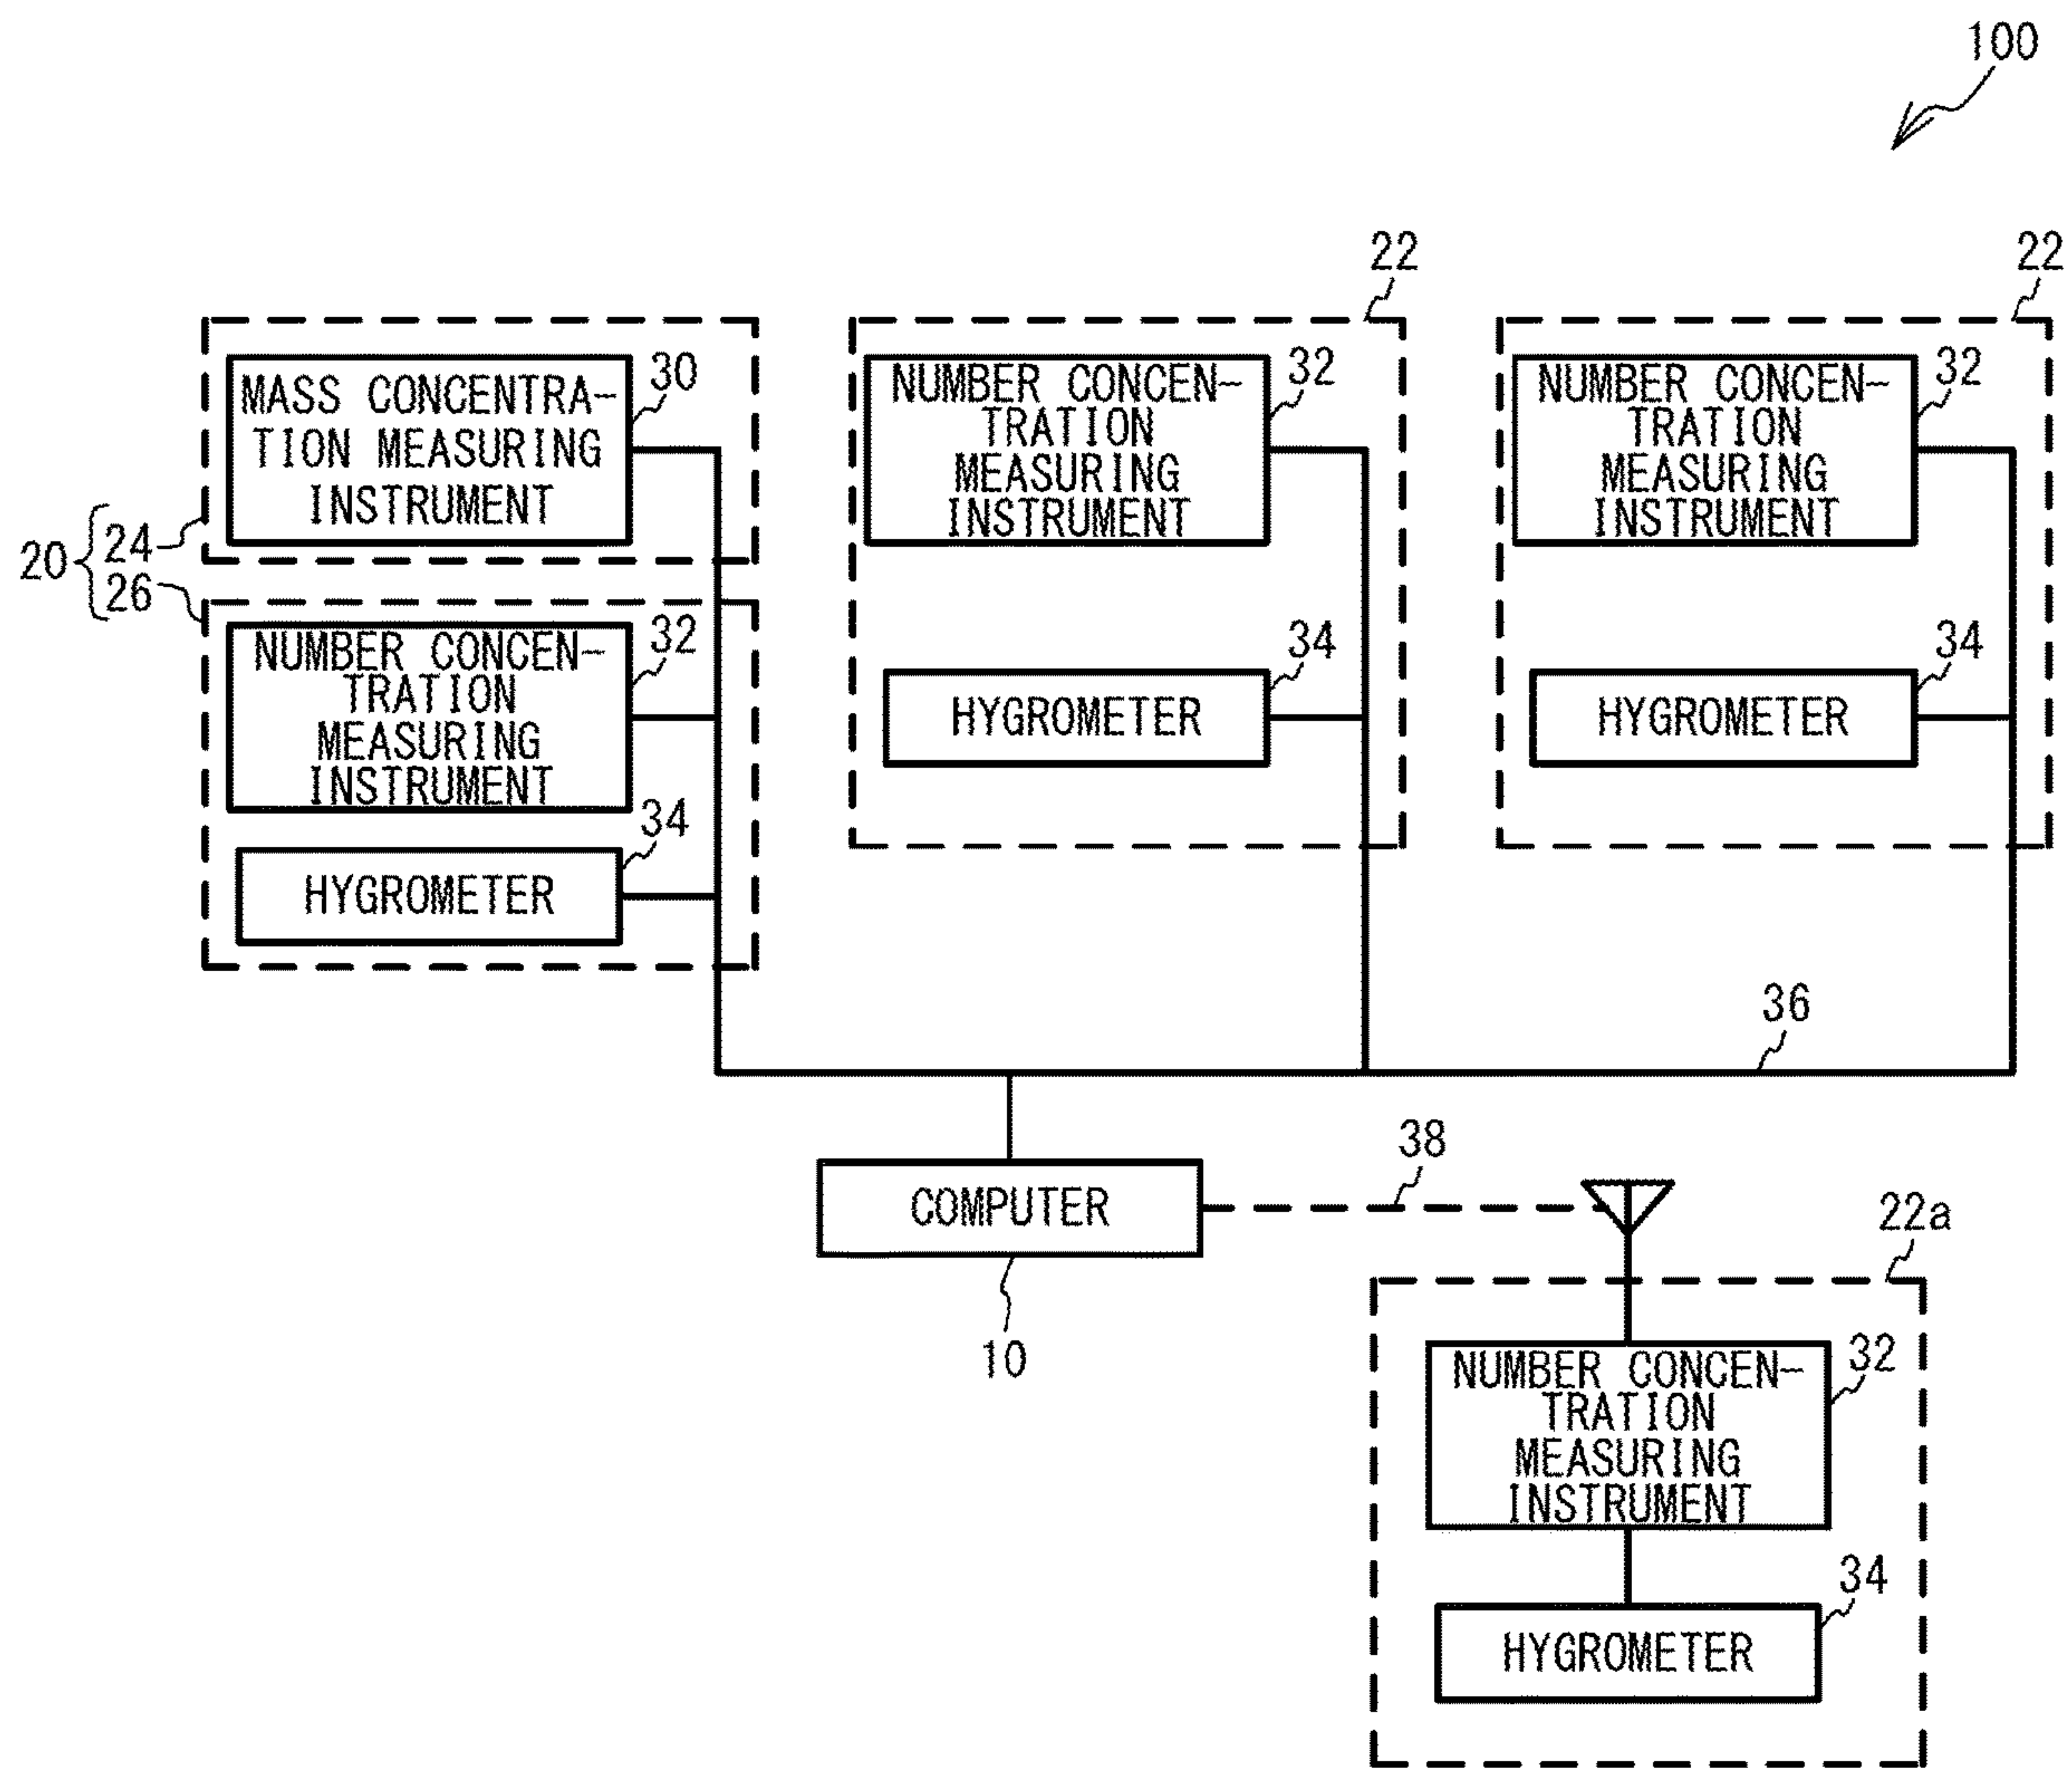 100
22
22
MASS CONCENTRA-
TION MEASURING
INSTRUMENT
30
NUMBER CONCEN-
TRATION
MEASURING
INSTRUMENT
32
NUMBER CONCEN-
TRATION
MEASURING
INSTRUMENT
32
20
24
26
NUMBER CONCEN-
TRATION
MEASURING
INSTRUMENT
32
HYGROMETER
34
HYGROMETER
34
HYGROMETER
34
36
38
COMPUTER
10
22a
NUMBER CONCEN-
TRATION
MEASURING
INSTRUMENT
32
HYGROMETER
34